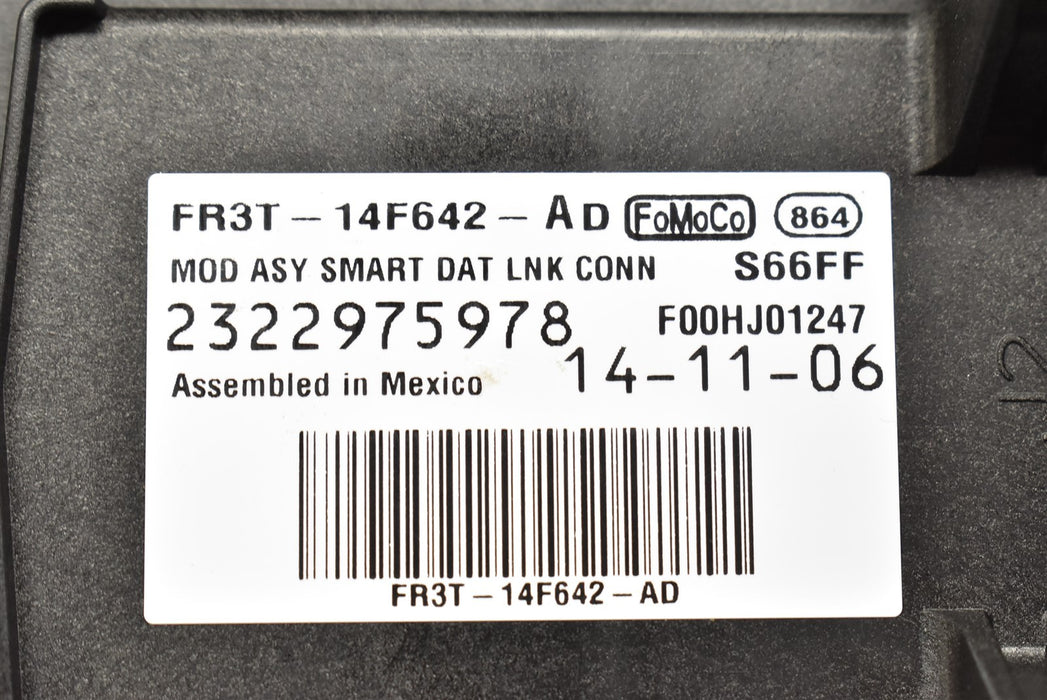 FR3T - 14F642 - AD FoMoCo 864
MOD ASY SMART DAT LNK CONN S66FF
2322975978 F00HJ01247
Assembled in Mexico 14-11-06
FR3T - 14F642 - AD